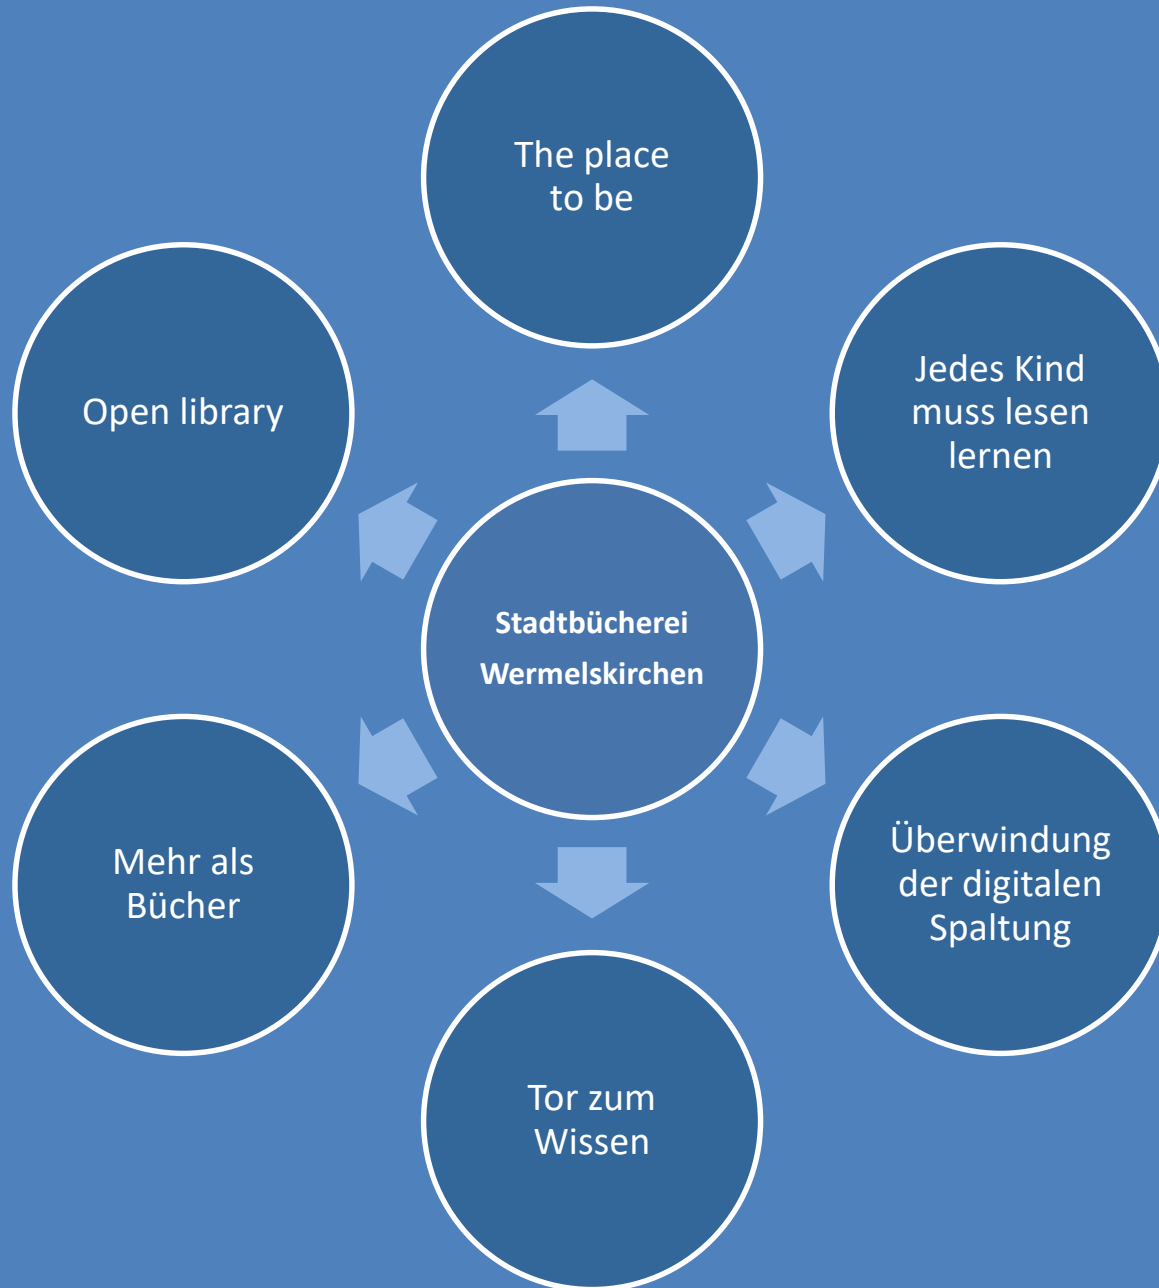 The place
to be
Open library
Jedes Kind
muss lesen
lernen
Stadtbücherei
Wermelskirchen
Mehr als
Bücher
Überwindung
der digitalen
Spaltung
Tor zum
Wissen